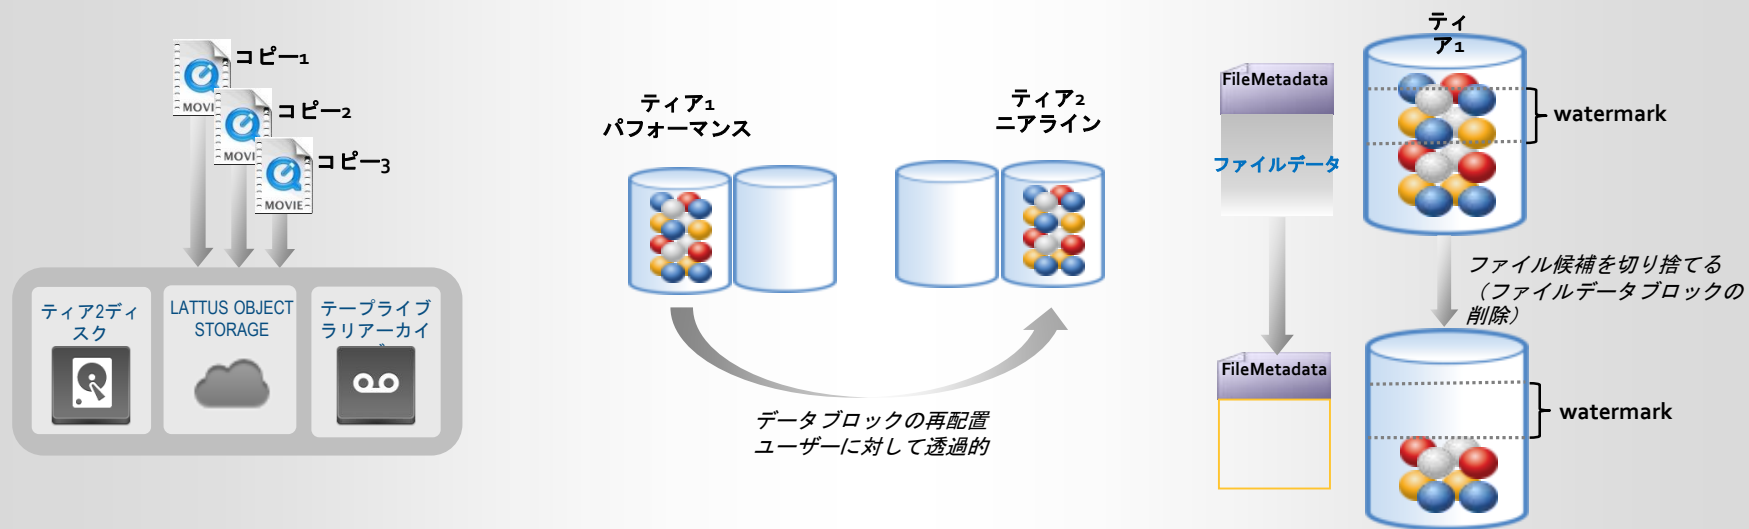 コピー1
MOVI
コピー2
MOVI
コピー3
MOVIE
ティア2ディ
スク
LATTUS OBJECT
STORAGE
テープライブ
ラリアーカイ
ティア1
パフォーマンス
ティア2
ニアライン
データブロックの再配置
ユーザーに対して透過的
FileMetadata
ファイルデータ
FileMetadata
ティ
ア1
watermark
ファイル候補を切り捨てる
（ファイルデータブロックの
削除）
watermark